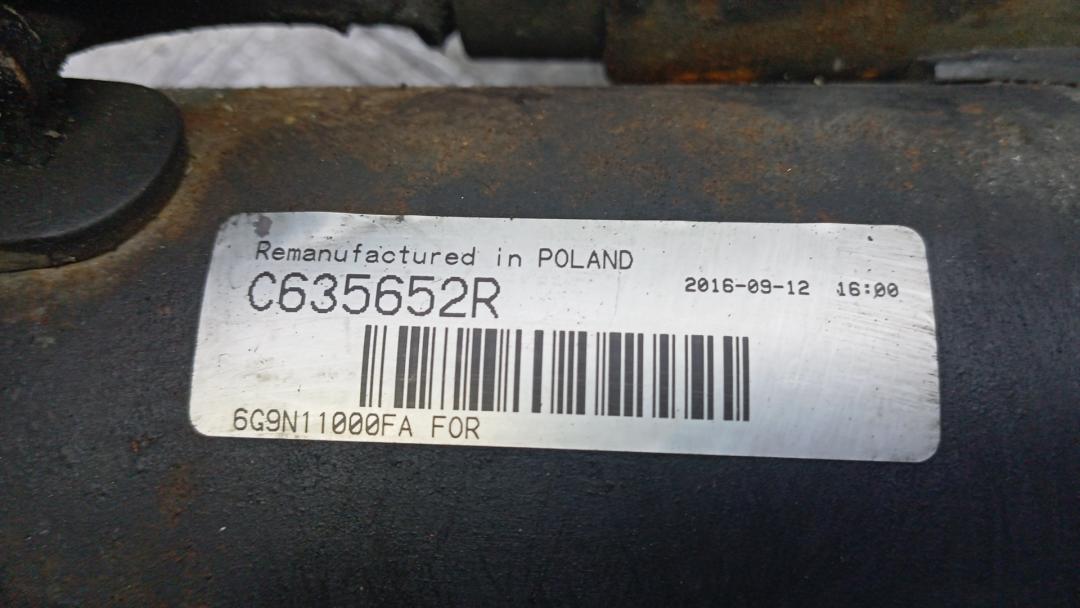 Remanufactured in POLAND
C635652R
2016-09-12 16:00
6G9N11000FA FOR